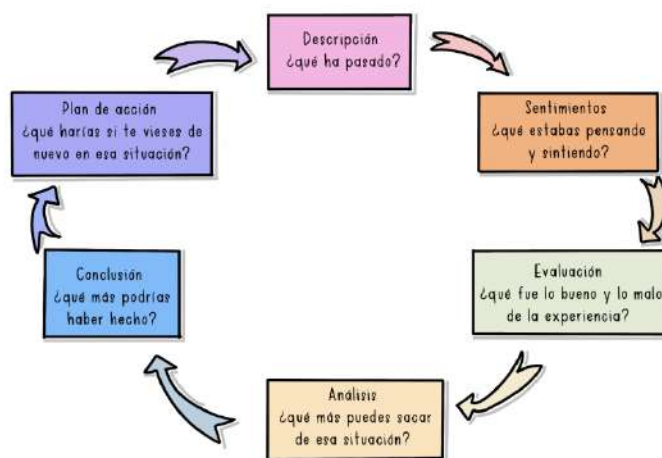 Descripción
¿qué ha pasado?
Sentimientos
¿qué estabas pensando
y sintiendo?
Evaluación
¿qué fue lo bueno y lo malo
de la experiencia?
Análisis
¿qué más puedes sacar
de esa situación?
Conclusión
¿qué más podrías
haber hecho?
Plan de acción
¿qué harías si te vieses de
nuevo en esa situación?